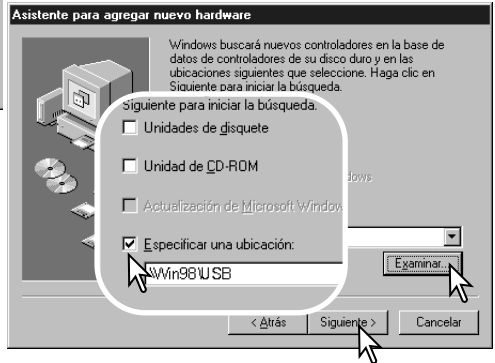 Asistente para agregar nuevo hardware
Windows buscará nuevos controladores en la base de
datos de controladores de su disco duro y en las
ubicaciones siguientes que seleccione. Haga clic en
Siguiente para iniciar la búsqueda.
Siguiente para iniciar la búsqueda.
Unidades de disquete
Unidad de CD-ROM
dows
Actualización de Microsoft Window
Especificar una ubicación:
\Win98\USB
Examinar...
< Atrás Siguiente > Cancelar